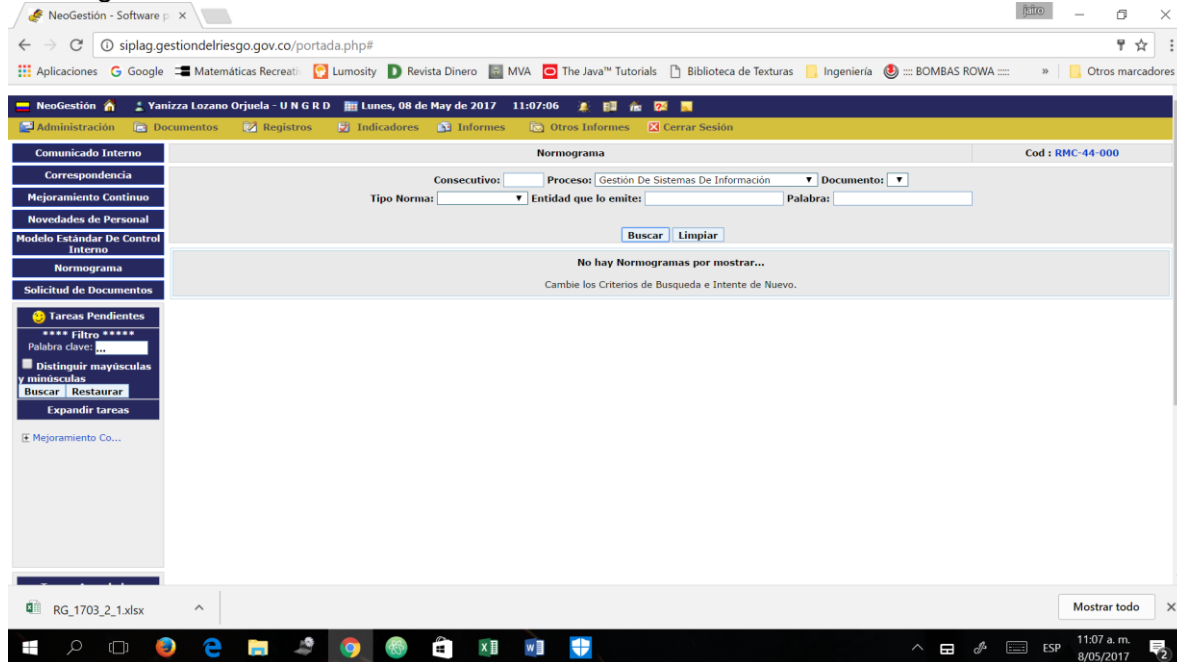 NeoGestión - Software p
jairo
siplag.gestiondelriesgo.gov.co/portada.php#
Aplicaciones Google Matemáticas Recreati Lumosity Revista Dinero MVA The Java™ Tutorials Biblioteca de Texturas Ingeniería :::: BOMBAS ROWA ::::: » Otros marcadores
NeoGestión Yanizza Lozano Orjuela - U N G R D Lunes, 08 de May de 2017 11:07:06
Administración Documentos Registros Indicadores Informes Otros Informes Cerrar Sesión
Comunicado Interno
Correspondencia
Mejoramiento Continuo
Novedades de Personal
Modelo Estándar De Control
Interno
Normograma
Solicitud de Documentos
Tareas Pendientes
**** Filtro *****
Palabra clave: ...
Distinguir mayúsculas
y minúsculas
Buscar Restaurar
Expandir tareas
Mejoramiento Co...
Normograma Cod : RMC-44-000
Consecutivo: Proceso: Gestión De Sistemas De Información Documento:
Tipo Norma: Entidad que lo emite: Palabra:
Buscar Limpiar
No hay Normogramas por mostrar...
Cambie los Criterios de Busqueda e Intente de Nuevo.
RG_1703_2_1.xlsx
Mostrar todo
ESP
11:07 a. m.
8/05/2017
2